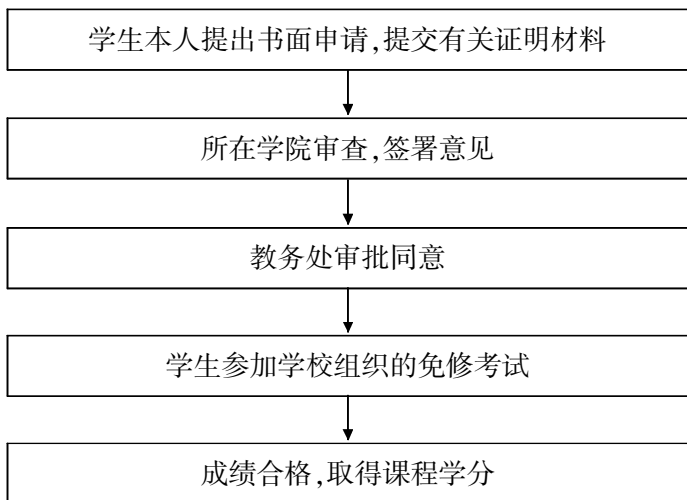 学生本人提出书面申请,提交有关证明材料
所在学院审查,签署意见
教务处审批同意
学生参加学校组织的免修考试
成绩合格,取得课程学分